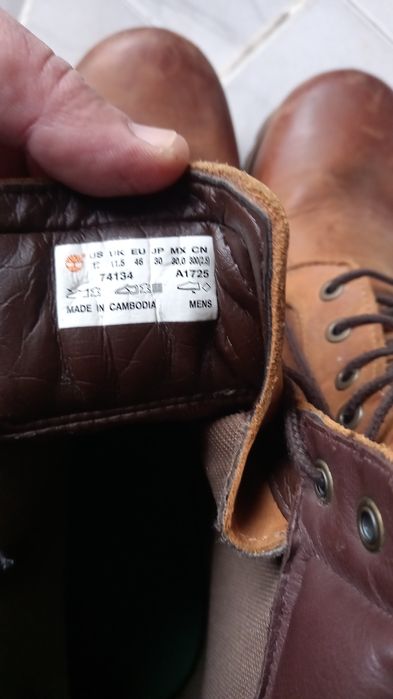 US UK EU JP MX CN
12 11.5 46 30 30.0 300(2.5)
74134 A1725
MADE IN CAMBODIA MENS